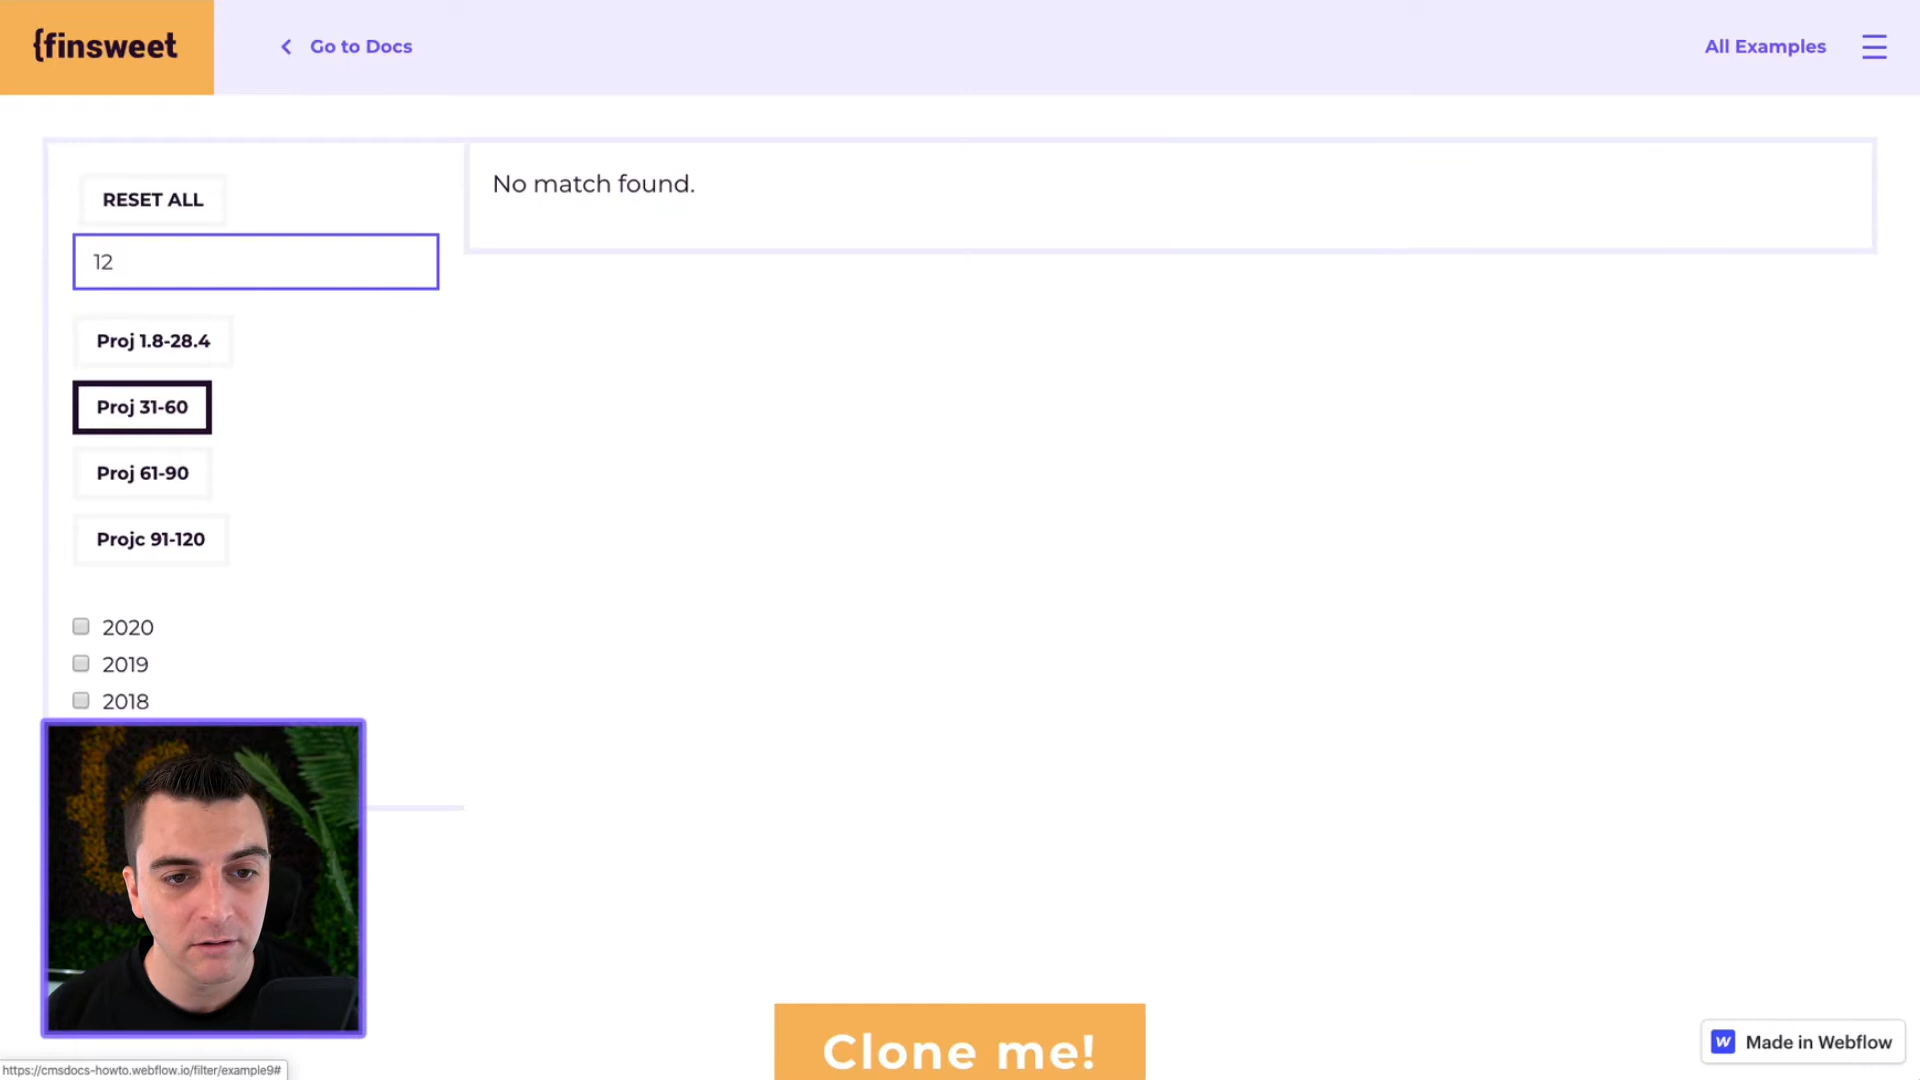 {finsweet
Go to Docs
All Examples
RESET ALL
No match found.
12
Proj 1.8-28.4
Proj 31-60
Proj 61-90
Projc 91-120
2020
2019
2018
Clone me!
Made in Webflow
https://cmsdocs-howto.webflow.io/filter/example9#